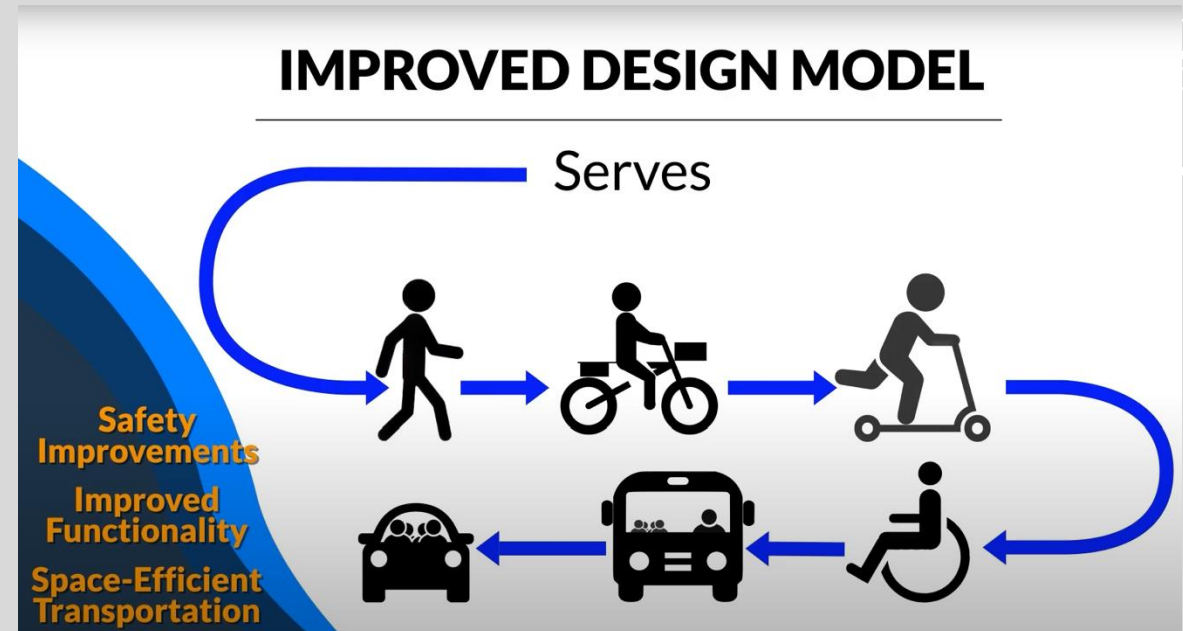 IMPROVED DESIGN MODEL
Serves
Safety
Improvements
Improved
Functionality
Space-Efficient
Transportation